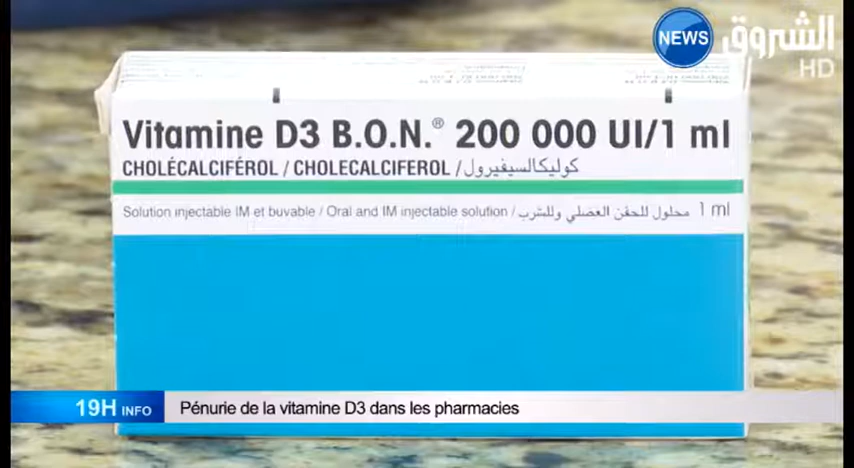 NEWS الشروق
HD
Vitamine D3 B.O.N.® 200 000 UI/1 ml
CHOLÉCALCIFÉROL / CHOLECALCIFEROL / كوليكالسيفيرول
Solution injectable IM et buvable / Oral and IM injectable solution / محلول للحقن العضلي وللشرب 1 ml
19H INFO Pénurie de la vitamine D3 dans les pharmacies